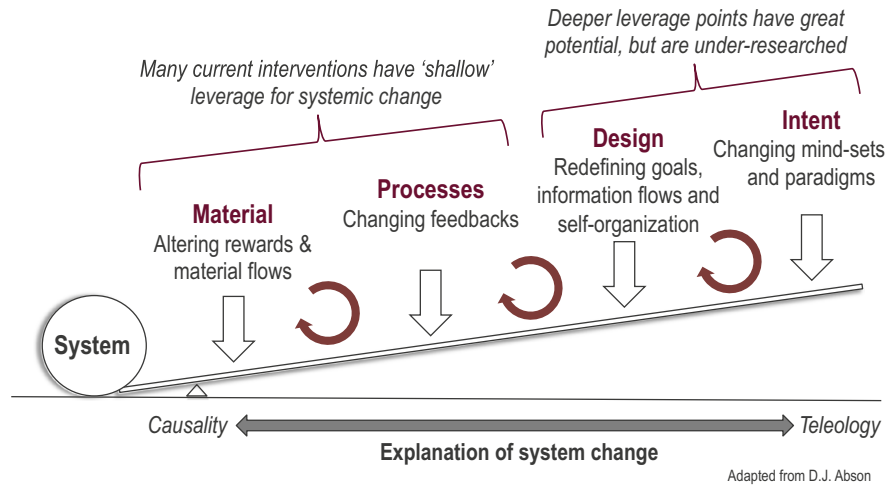 Deeper leverage points have great
potential, but are under-researched
Many current interventions have ‘shallow’
leverage for systemic change
Intent
Changing mind-sets
and paradigms
Design
Redefining goals,
information flows and
self-organization
Processes
Changing feedbacks
Material
Altering rewards &
material flows
System
Causality
Teleology
Explanation of system change
Adapted from D.J. Abson